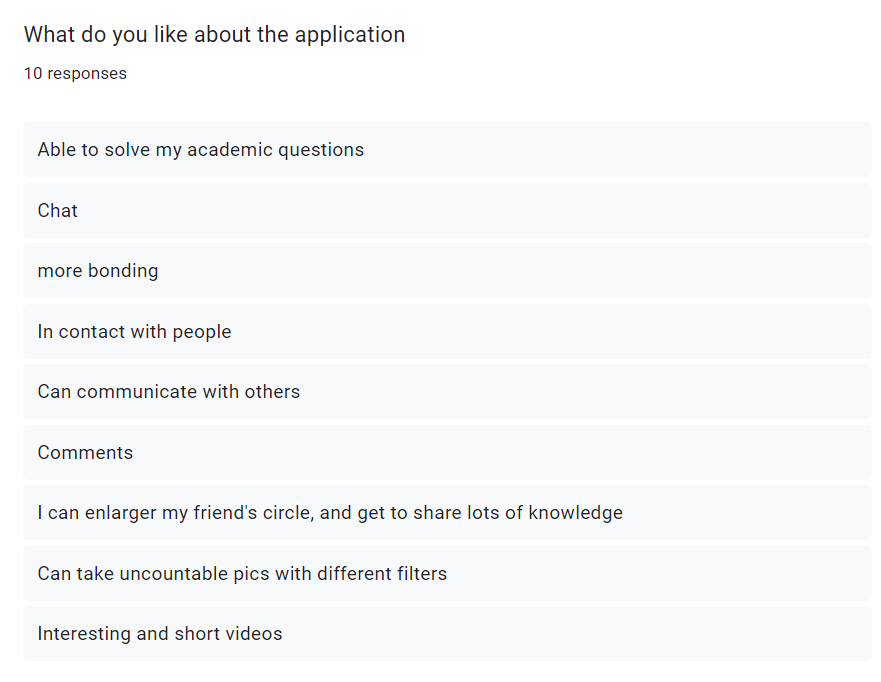 What do you like about the application
10 responses
Able to solve my academic questions
Chat
more bonding
In contact with people
Can communicate with others
Comments
I can enlarger my friend's circle, and get to share lots of knowledge
Can take uncountable pics with different filters
Interesting and short videos